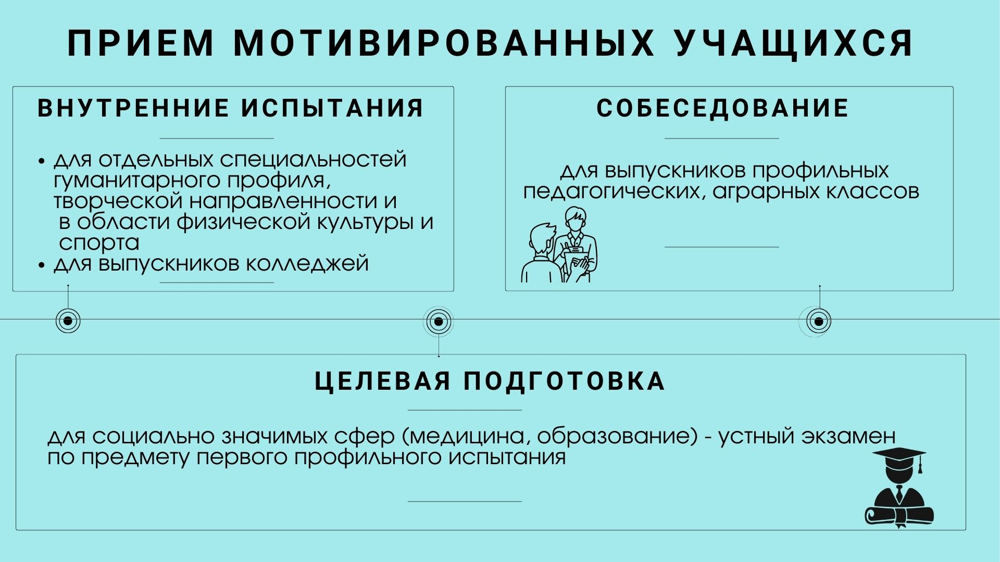 ПРИЕМ МОТИВИРОВАННЫХ УЧАЩИХСЯ
ВНУТРЕННИЕ ИСПЫТАНИЯ
• для отдельных специальностей
гуманитарного профиля,
творческой направленности и
в области физической культуры и
спорта
• для выпускников колледжей
СОБЕСЕДОВАНИЕ
для выпускников профильных
педагогических, аграрных классов
ЦЕЛЕВАЯ ПОДГОТОВКА
для социально значимых сфер (медицина, образование) - устный экзамен
по предмету первого профильного испытания